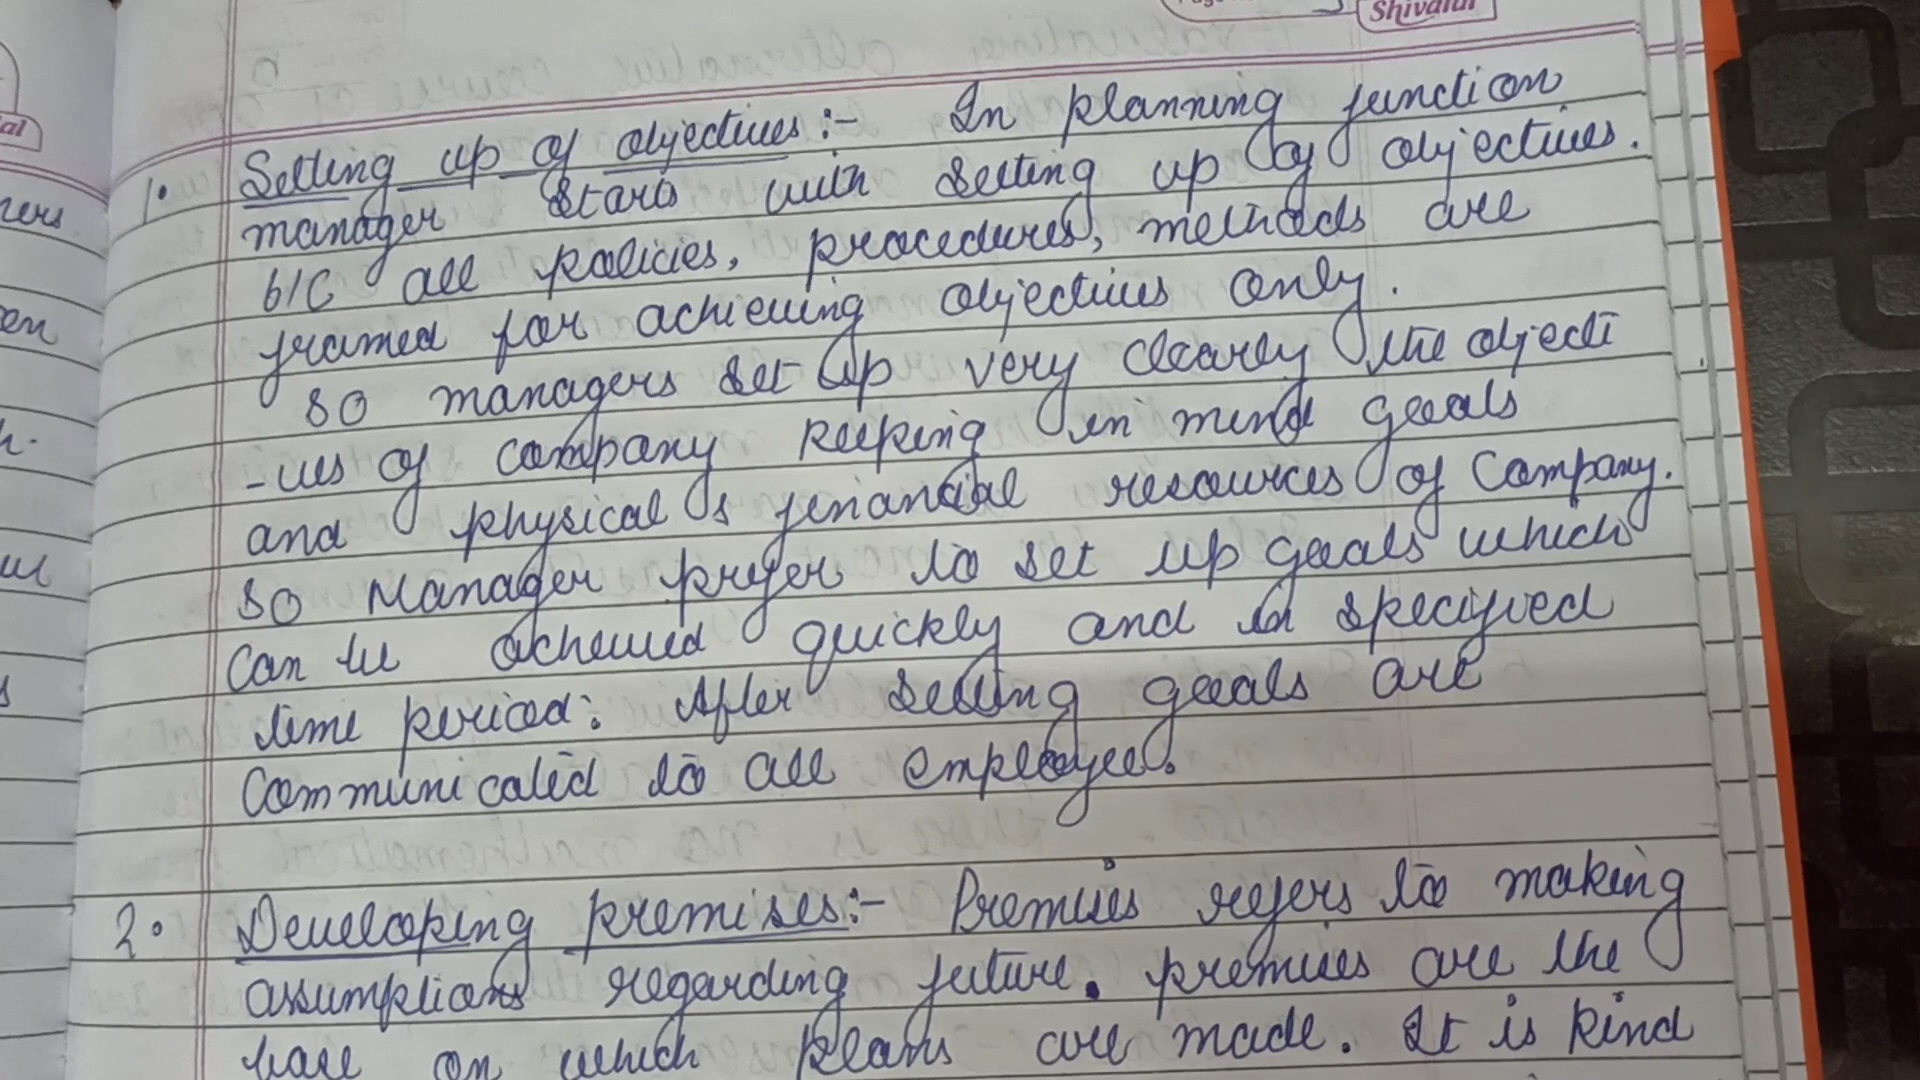 Shivalal
1. Setting up of objectives :- In planning function
manager starts with setting up of objectives.
b/c all policies, procedures, methods are
framed for achieving objectives only.
so managers set up very clearly the objecti
-ves of company keeping in mind goals
and physical & financial resources of Company.
so Manager prefer to set up goals which
can be achieved quickly and in specified
time period. After setting goals are
communicated to all employee.
2. Developing premises :- Premises refers to making
assumptions regarding future. premises are the
base on which plans are made. It is kind